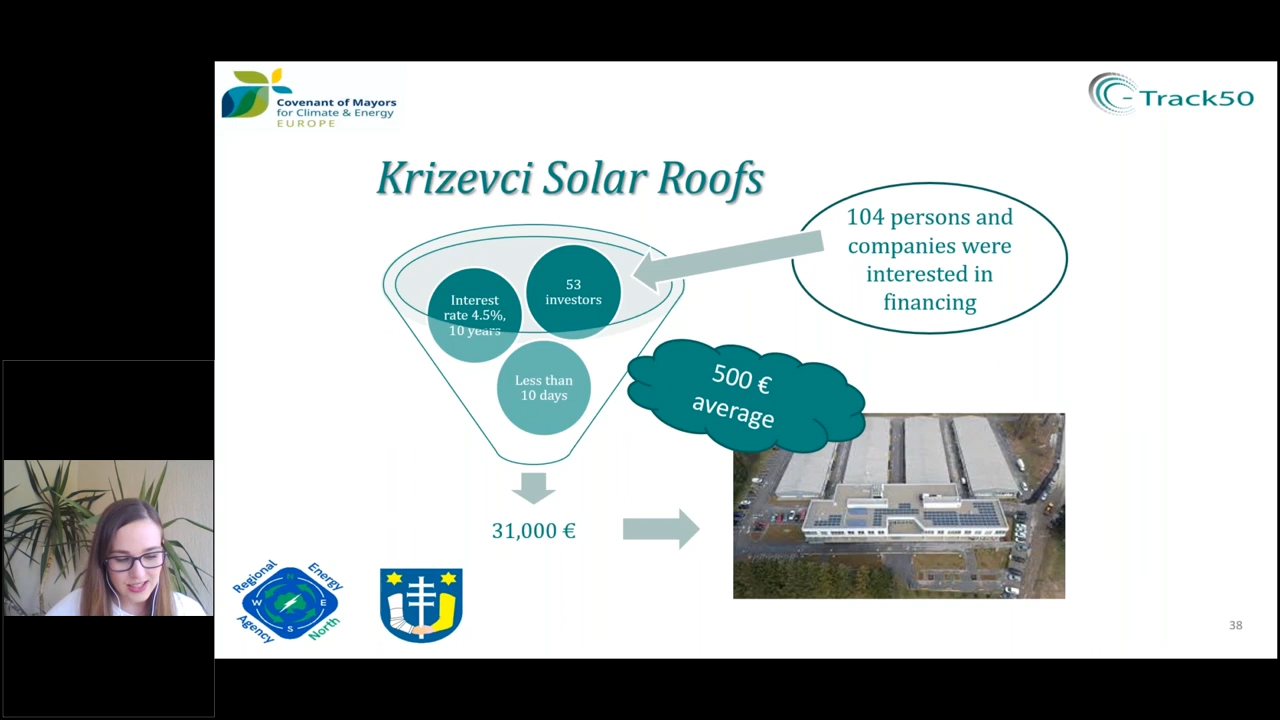 Covenant of Mayors
for Climate & Energy
EUROPE
C-Track50
Krizevci Solar Roofs
104 persons and
companies were
interested in
financing
53
investors
Interest
rate 4.5%,
10 years
Less than
10 days
500 €
average
31,000 €
Regional
Energy
Agency
North
N
W
E
S
38